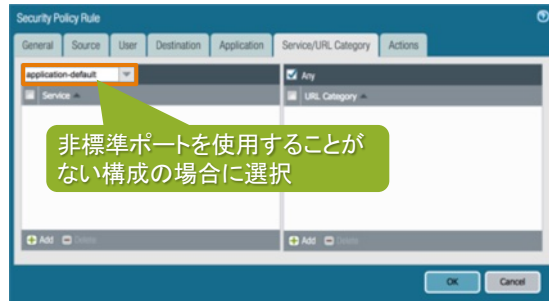 Security Policy Rule
General Source User Destination Application Service/URL Category Actions
application-default
Any
Service
URL Category
非標準ポートを使用することが
ない構成の場合に選択
Add Delete
Add Delete
OK Cancel